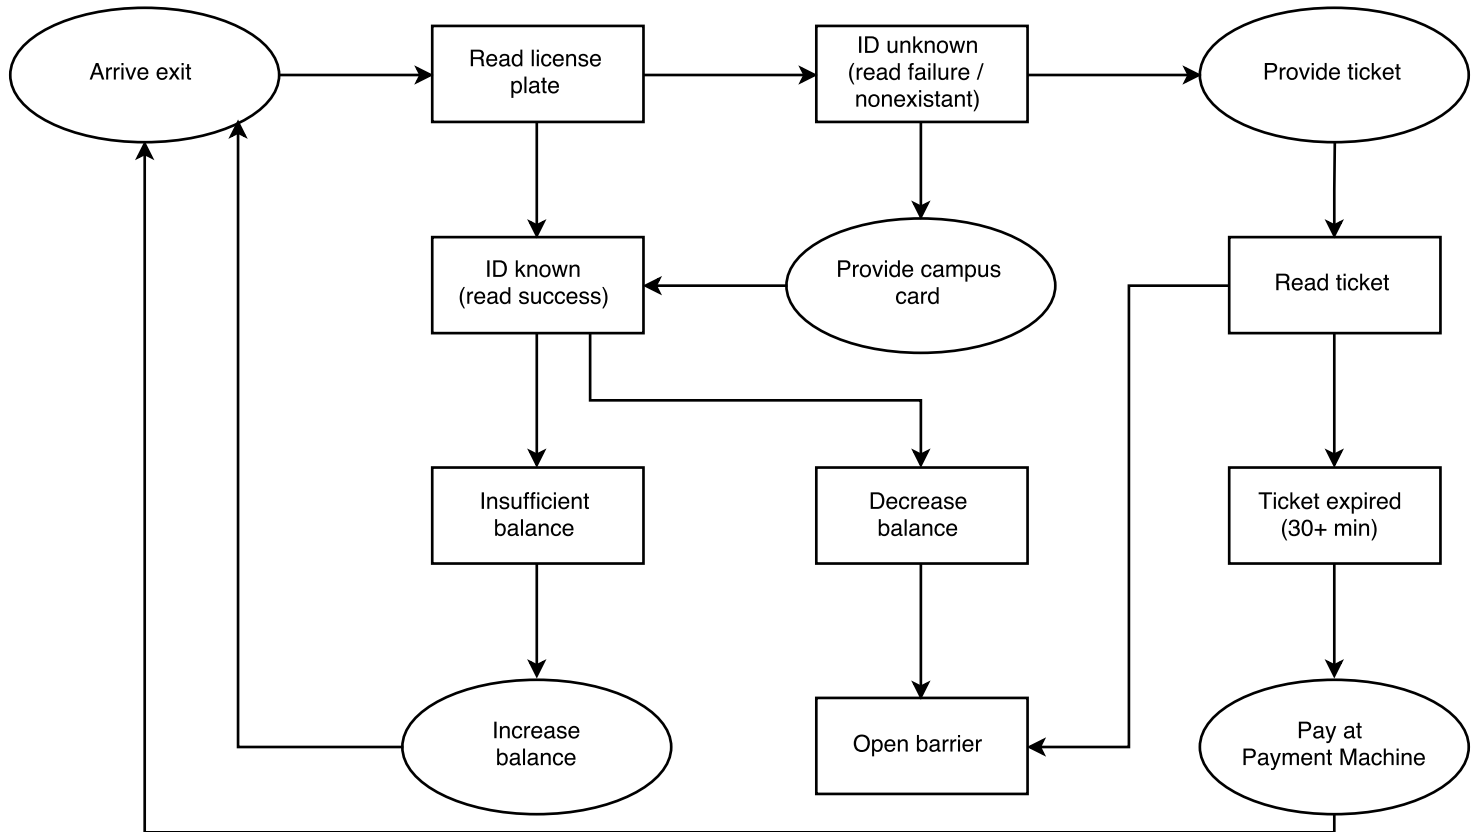 Arrive exit
Read license
plate
ID unknown
(read failure /
nonexistant)
Provide ticket
ID known
(read success)
Provide campus
card
Read ticket
Insufficient
balance
Decrease
balance
Ticket expired
(30+ min)
Increase
balance
Open barrier
Pay at
Payment Machine